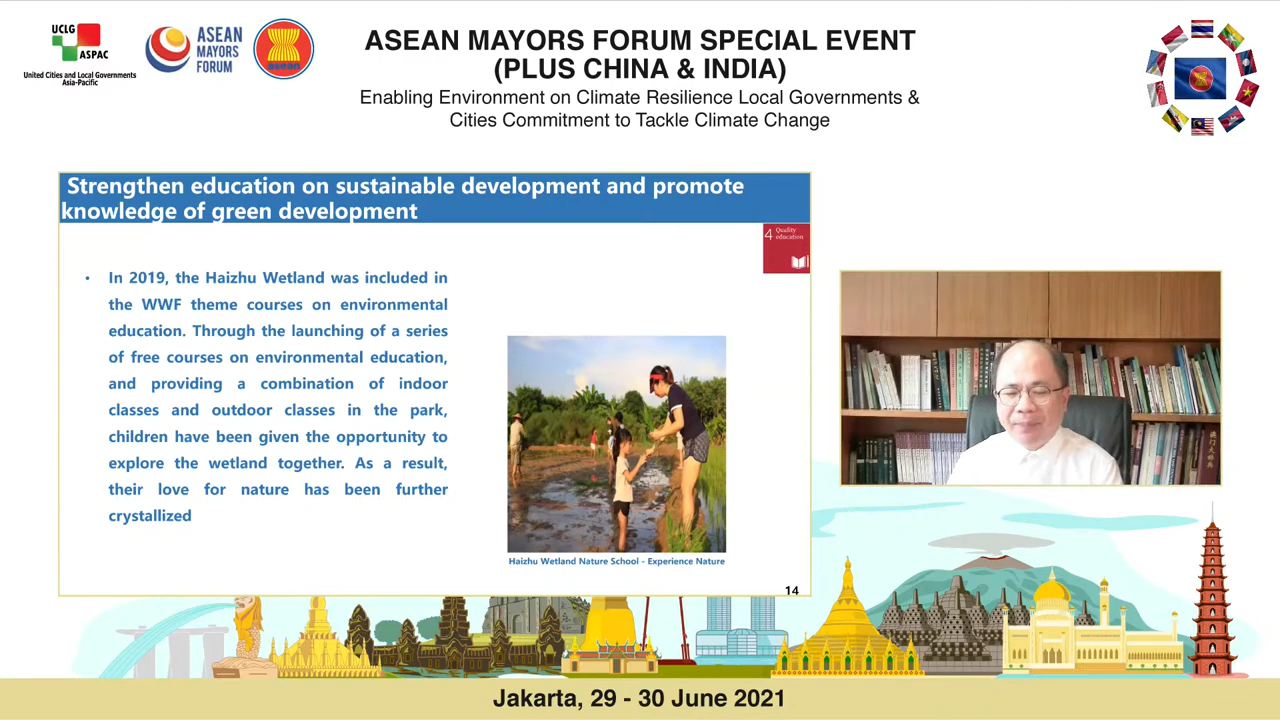 UCLG
ASPAC
United Cities and Local Governments
Asia-Pacific
ASEAN
MAYORS
FORUM
asean
ASEAN MAYORS FORUM SPECIAL EVENT
(PLUS CHINA & INDIA)
Enabling Environment on Climate Resilience Local Governments &
Cities Commitment to Tackle Climate Change
Strengthen education on sustainable development and promote
knowledge of green development
4 Quality
education
• In 2019, the Haizhu Wetland was included in
the WWF theme courses on environmental
education. Through the launching of a series
of free courses on environmental education,
and providing a combination of indoor
classes and outdoor classes in the park,
children have been given the opportunity to
explore the wetland together. As a result,
their love for nature has been further
crystallized
Haizhu Wetland Nature School - Experience Nature
14
Jakarta, 29 - 30 June 2021